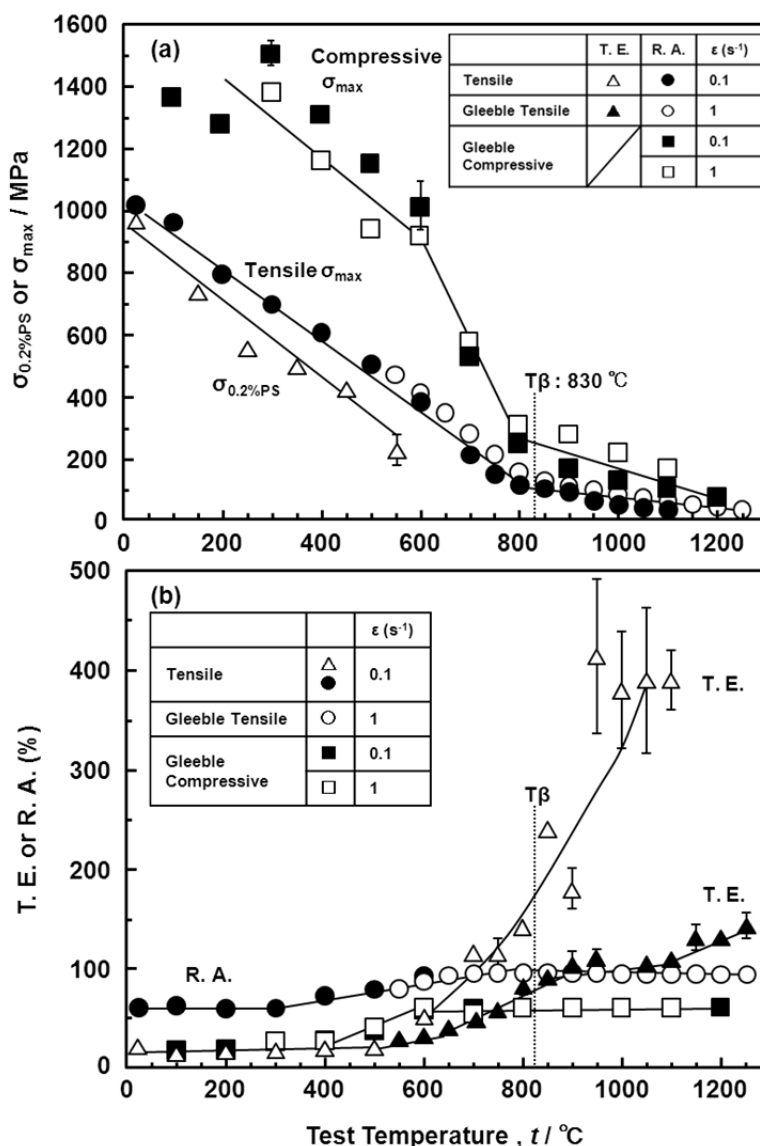 (a)
Compressive
σmax
T. E. R. A. ε (s-1)
Tensile 0.1
Gleeble Tensile 1
Gleeble
Compressive
0.1
1
Tensile σmax
σ0.2%PS
Tβ : 830 ℃
σ0.2%PS or σmax / MPa
1600
1400
1200
1000
800
600
400
200
0
0 200 400 600 800 1000 1200
(b)
ε (s-1)
Tensile 0.1
Gleeble Tensile 1
Gleeble
Compressive
0.1
1
T. E.
Tβ
T. E.
R. A.
T. E. or R. A. (%)
500
400
300
200
100
0
0 200 400 600 800 1000 1200
Test Temperature , t / ℃